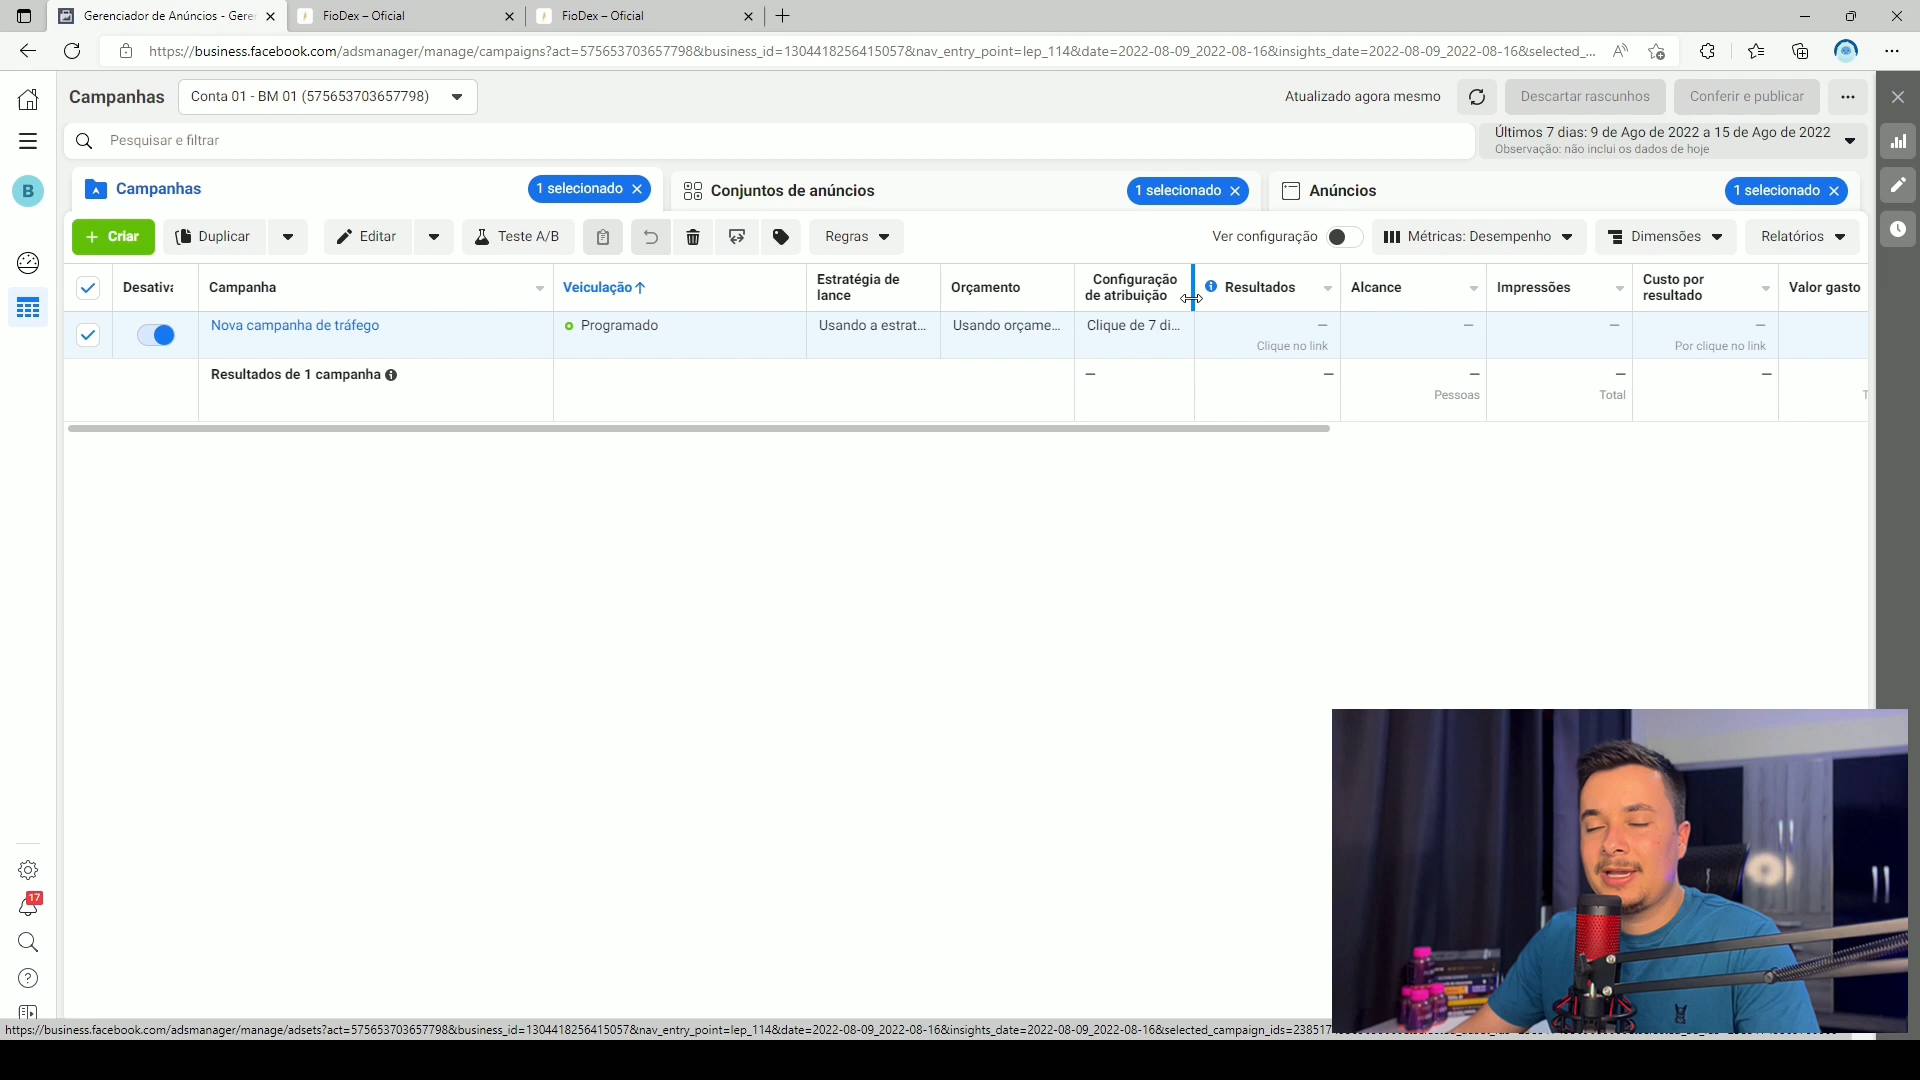 Gerenciador de Anúncios - Geren
FioDex – Oficial
FioDex – Oficial
https://business.facebook.com/adsmanager/manage/campaigns?act=575653703657798&business_id=1304418256415057&nav_entry_point=lep_114&date=2022-08-09_2022-08-16&insights_date=2022-08-09_2022-08-16&selected_...
Campanhas
Conta 01 - BM 01 (575653703657798)
Atualizado agora mesmo
Descartar rascunhos
Conferir e publicar
Pesquisar e filtrar
Últimos 7 dias: 9 de Ago de 2022 a 15 de Ago de 2022
Observação: não inclui os dados de hoje
B
Campanhas
1 selecionado
Conjuntos de anúncios
1 selecionado
Anúncios
1 selecionado
+ Criar
Duplicar
Editar
Teste A/B
Regras
Ver configuração
Métricas: Desempenho
Dimensões
Relatórios
Desativa
Campanha
Veiculação↑
Estratégia de lance
Orçamento
Configuração de atribuição
Resultados
Alcance
Impressões
Custo por resultado
Valor gasto
Nova campanha de tráfego
Programado
Usando a estrat...
Usando orçame...
Clique de 7 di...
—
Clique no link
—
—
—
Por clique no link
Resultados de 1 campanha
—
—
—
Pessoas
—
Total
—
17
https://business.facebook.com/adsmanager/manage/adsets?act=575653703657798&business_id=1304418256415057&nav_entry_point=lep_114&date=2022-08-09_2022-08-16&insights_date=2022-08-09_2022-08-16&selected_campaign_ids=238517